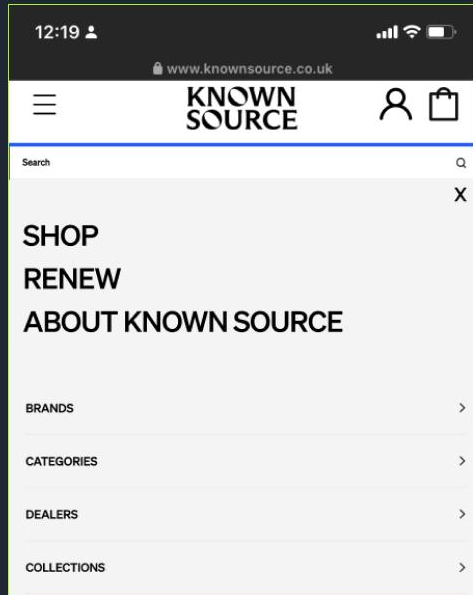 12:19
www.knownsource.co.uk
KNOWN
SOURCE
Search
X
SHOP
RENEW
ABOUT KNOWN SOURCE
BRANDS
CATEGORIES
DEALERS
COLLECTIONS